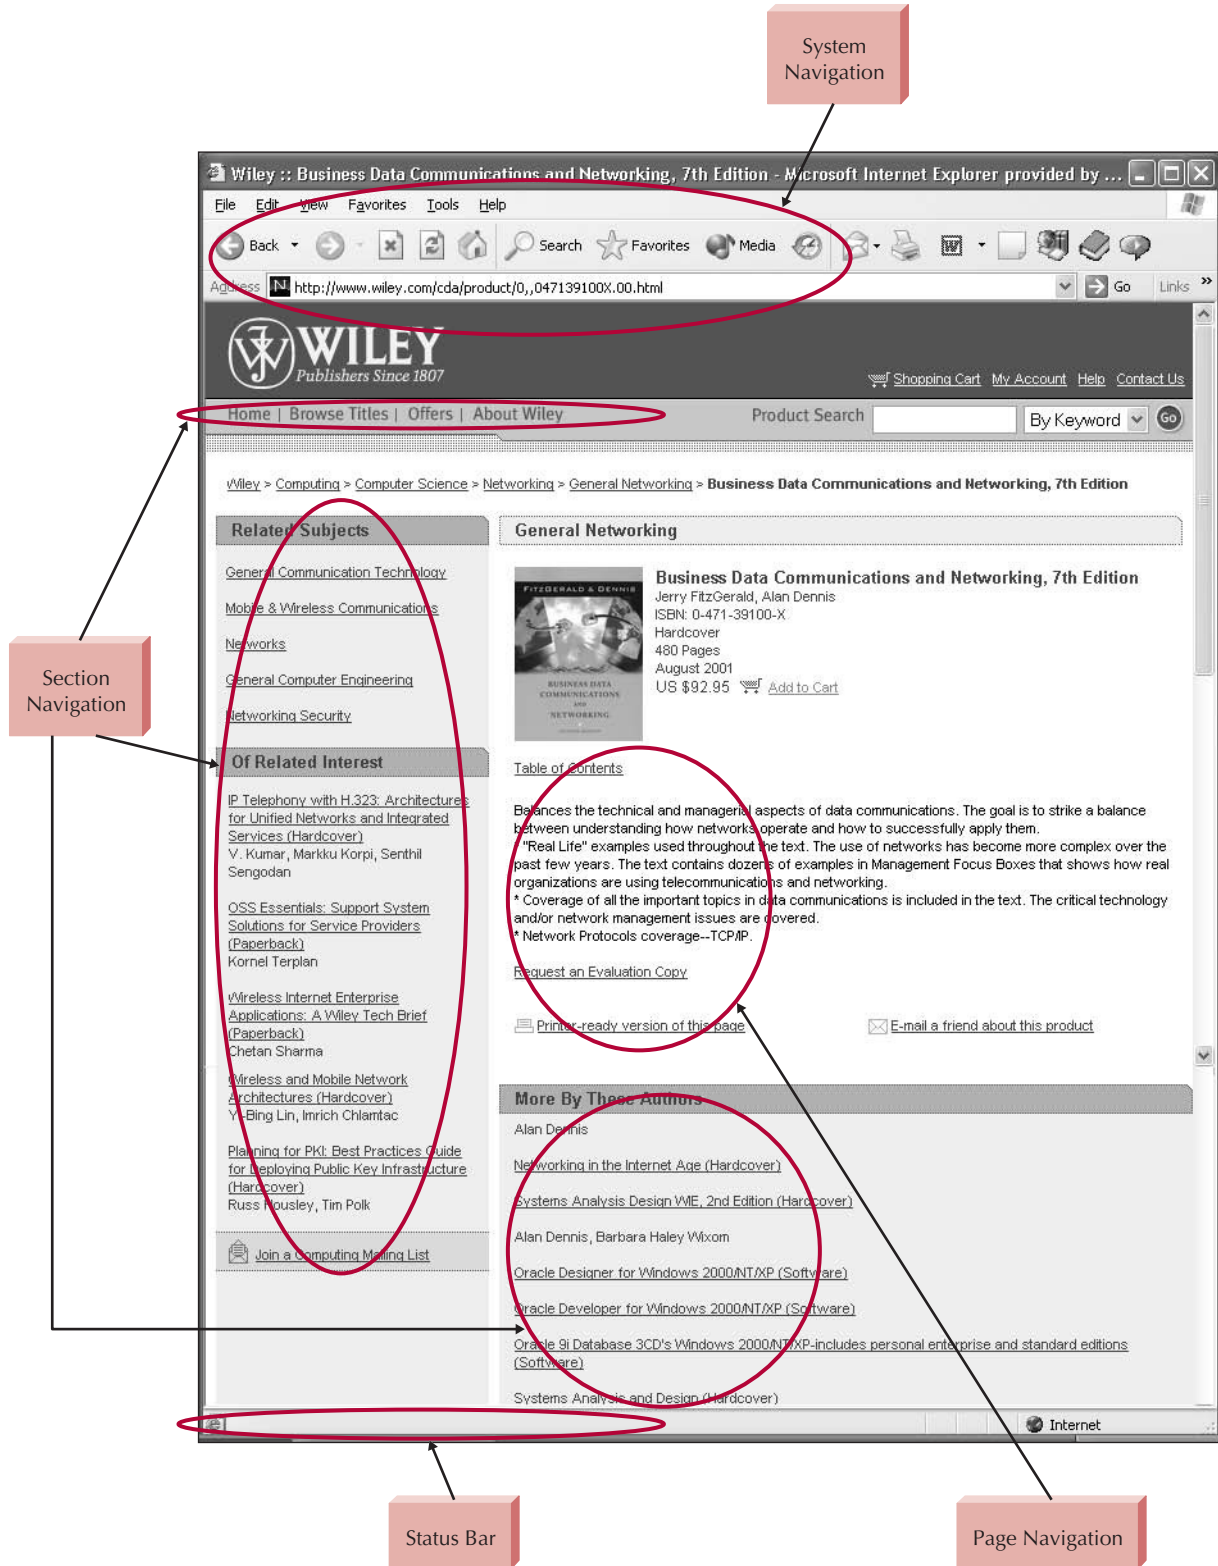 System
Navigation
Wiley :: Business Data Communications and Networking, 7th Edition - Microsoft Internet Explorer provided by ...
File Edit View Favorites Tools Help
Back Search Favorites Media
Address http://www.wiley.com/cda/product/0,,047139100X.00.html Go Links »
WILEY
Publishers Since 1807
Shopping Cart My Account Help Contact Us
Home | Browse Titles | Offers | About Wiley Product Search By Keyword Go
Wiley > Computing > Computer Science > Networking > General Networking > Business Data Communications and Networking, 7th Edition
Related Subjects
General Communication Technology
Mobile & Wireless Communications
Networks
General Computer Engineering
Networking Security
Section
Navigation
Of Related Interest
IP Telephony with H.323: Architectures
for Unified Networks and Integrated
Services (Hardcover)
V. Kumar, Markku Korpi, Senthil
Sengodan
OSS Essentials: Support System
Solutions for Service Providers
(Paperback)
Kornel Terplan
Wireless Internet Enterprise
Applications: A Wiley Tech Brief
(Paperback)
Chetan Sharma
Wireless and Mobile Network
Architectures (Hardcover)
Yi-Bing Lin, Imrich Chlamtac
Planning for PKI: Best Practices Guide
for Deploying Public Key Infrastructure
(Hardcover)
Russ Housley, Tim Polk
Join a Computing Mailing List
General Networking
FITZGERALD & DENNIS
BUSINESS DATA
COMMUNICATIONS
AND
NETWORKING
Business Data Communications and Networking, 7th Edition
Jerry FitzGerald, Alan Dennis
ISBN: 0-471-39100-X
Hardcover
480 Pages
August 2001
US $92.95 Add to Cart
Table of Contents
Balances the technical and managerial aspects of data communications. The goal is to strike a balance
between understanding how networks operate and how to successfully apply them.
* "Real Life" examples used throughout the text. The use of networks has become more complex over the
past few years. The text contains dozens of examples in Management Focus Boxes that shows how real
organizations are using telecommunications and networking.
* Coverage of all the important topics in data communications is included in the text. The critical technology
and/or network management issues are covered.
* Network Protocols coverage--TCP/IP.
Request an Evaluation Copy
Printer-ready version of this page E-mail a friend about this product
More By These Authors
Alan Dennis
Networking in the Internet Age (Hardcover)
Systems Analysis Design WIE, 2nd Edition (Hardcover)
Alan Dennis, Barbara Haley Wixom
Oracle Designer for Windows 2000/NT/XP (Software)
Oracle Developer for Windows 2000/NT/XP (Software)
Oracle 9i Database 3CD's Windows 2000/NT/XP-includes personal enterprise and standard editions
(Software)
Systems Analysis and Design (Hardcover)
Internet
Status Bar
Page Navigation